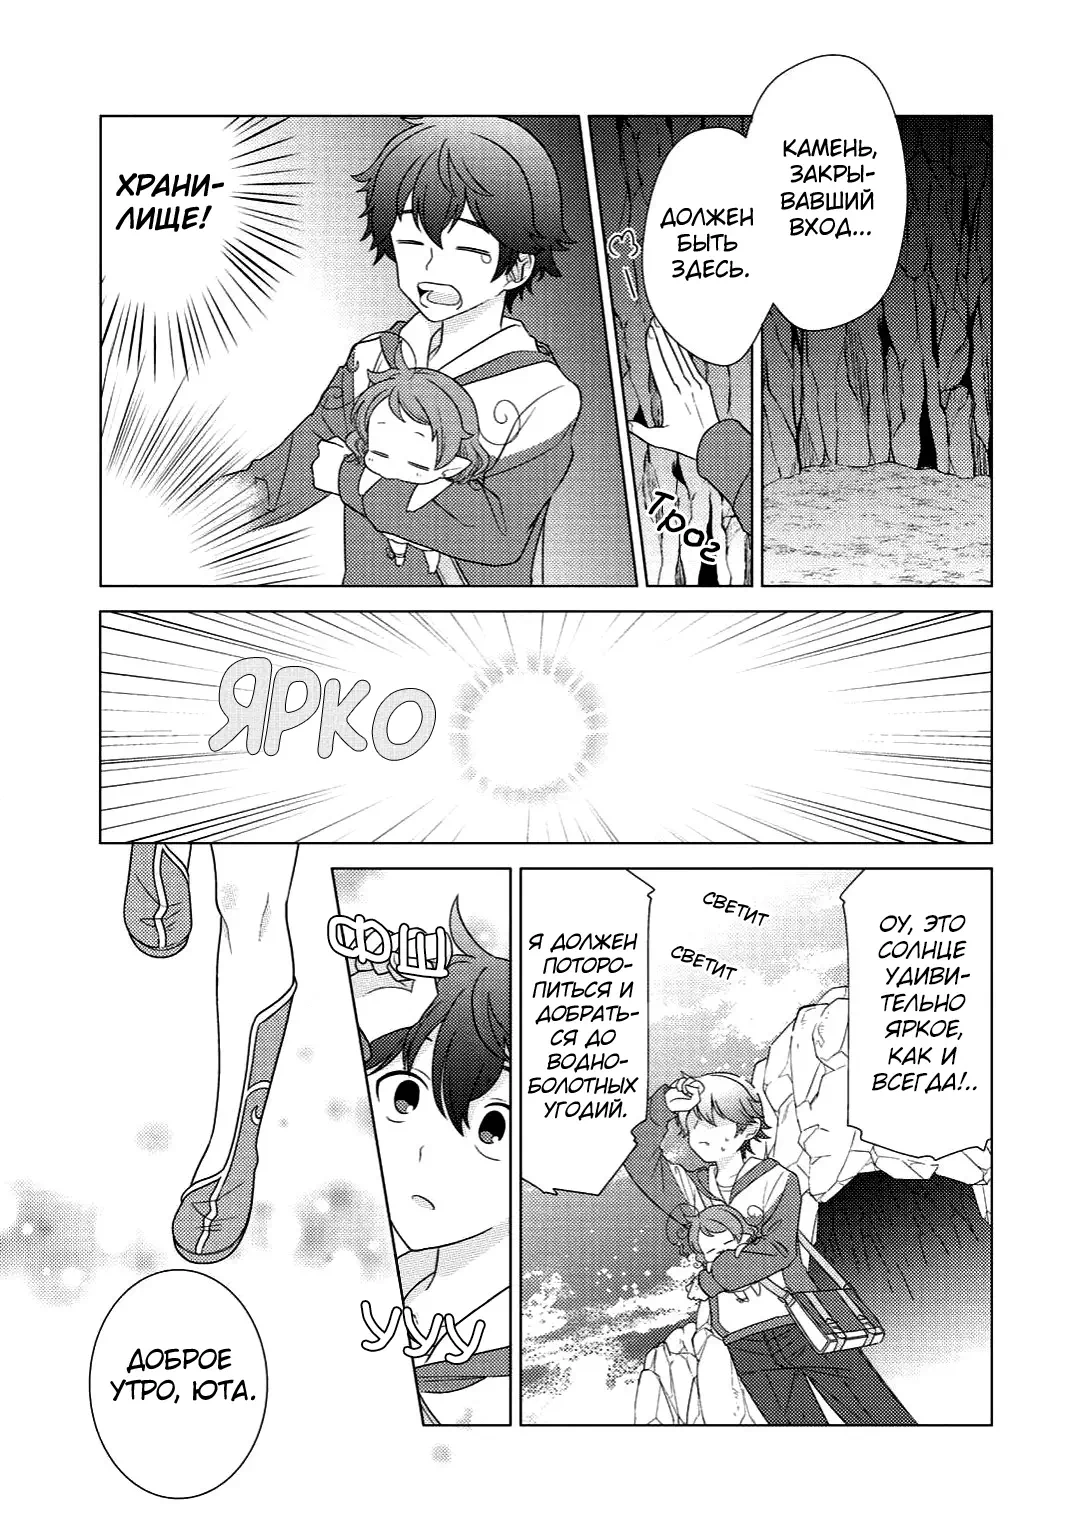 КАМЕНЬ,
ЗАКРЫ-
ВАВШИЙ
ВХОД...
ДОЛЖЕН
БЫТЬ
ЗДЕСЬ.
ТРОГ
ХРАНИ-
ЛИЩЕ!
ЯРКО
ОУ, ЭТО
СОЛНЦЕ
УДИВИ-
ТЕЛЬНО
ЯРКОЕ,
КАК И
ВСЕГДА!..
СВЕТИТ
СВЕТИТ
Я ДОЛЖЕН
ПОТОРО-
ПИТЬСЯ И
ДОБРАТЬ-
СЯ ДО
ВОДНО-
БОЛОТНЫХ
УГОДИЙ.
ФШ
УУУ
ДОБРОЕ
УТРО, ЮТА.